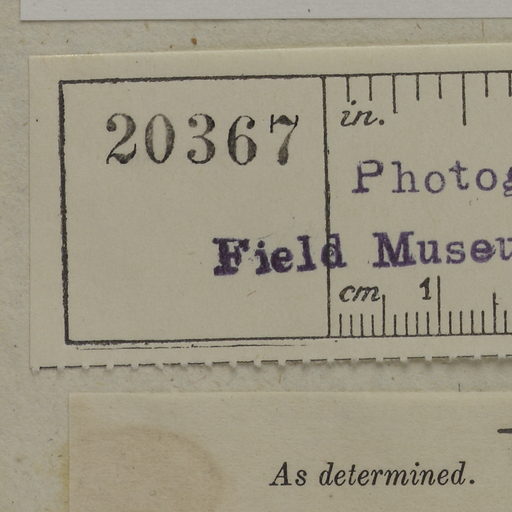 20367
in.
Photog
Field Museu
cm 1
As determined.